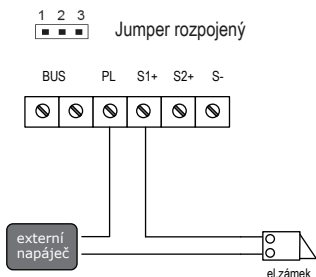 1 2 3
Jumper rozpojený
BUS PL S1+ S2+ S-
externí
napáječ
el.zámek